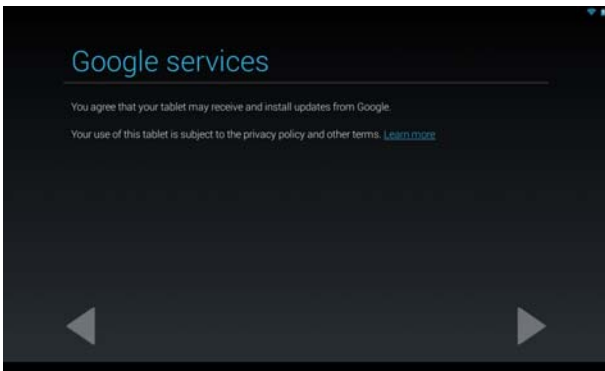 Google services
You agree that your tablet may receive and install updates from Google.
Your use of this tablet is subject to the privacy policy and other terms. Learn more